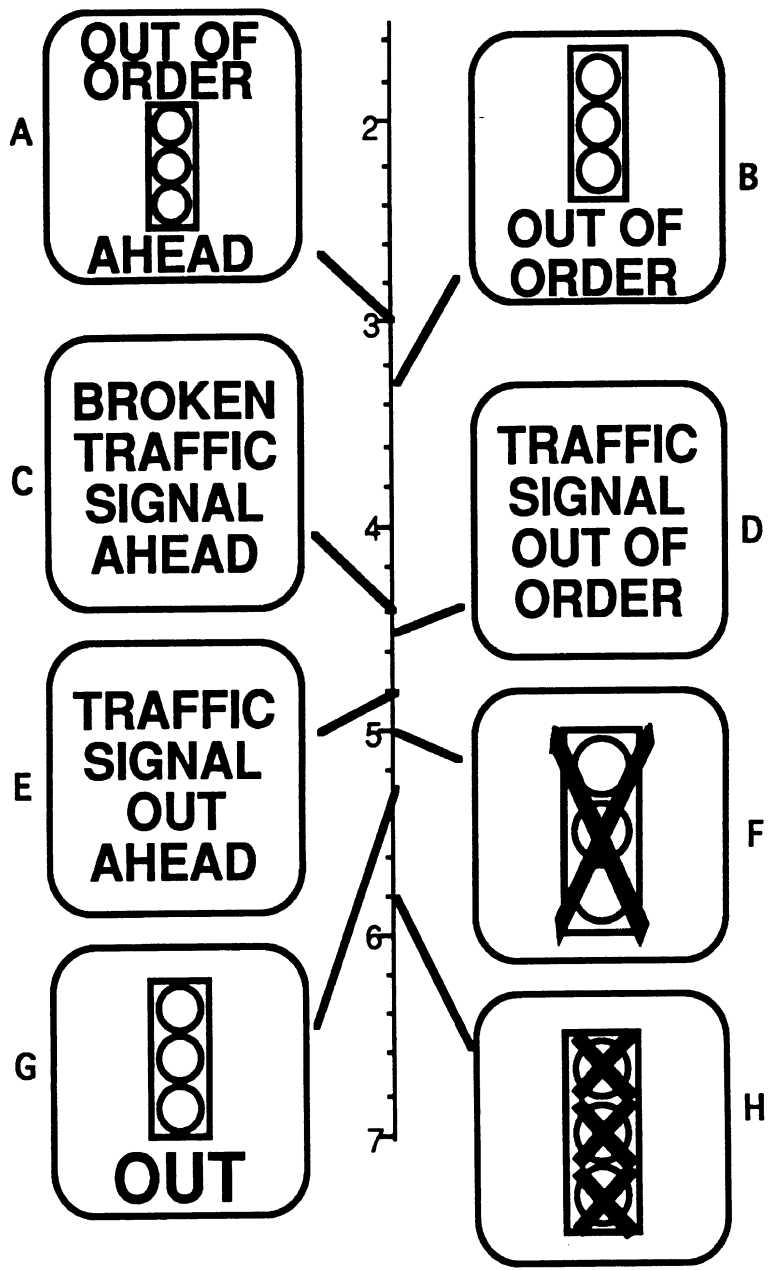 OUT OF
ORDER
AHEAD
A
2
OUT OF
ORDER
B
3
BROKEN
TRAFFIC
SIGNAL
AHEAD
C
4
TRAFFIC
SIGNAL
OUT OF
ORDER
D
TRAFFIC
SIGNAL
OUT
AHEAD
E
5
F
6
OUT
G
H
7